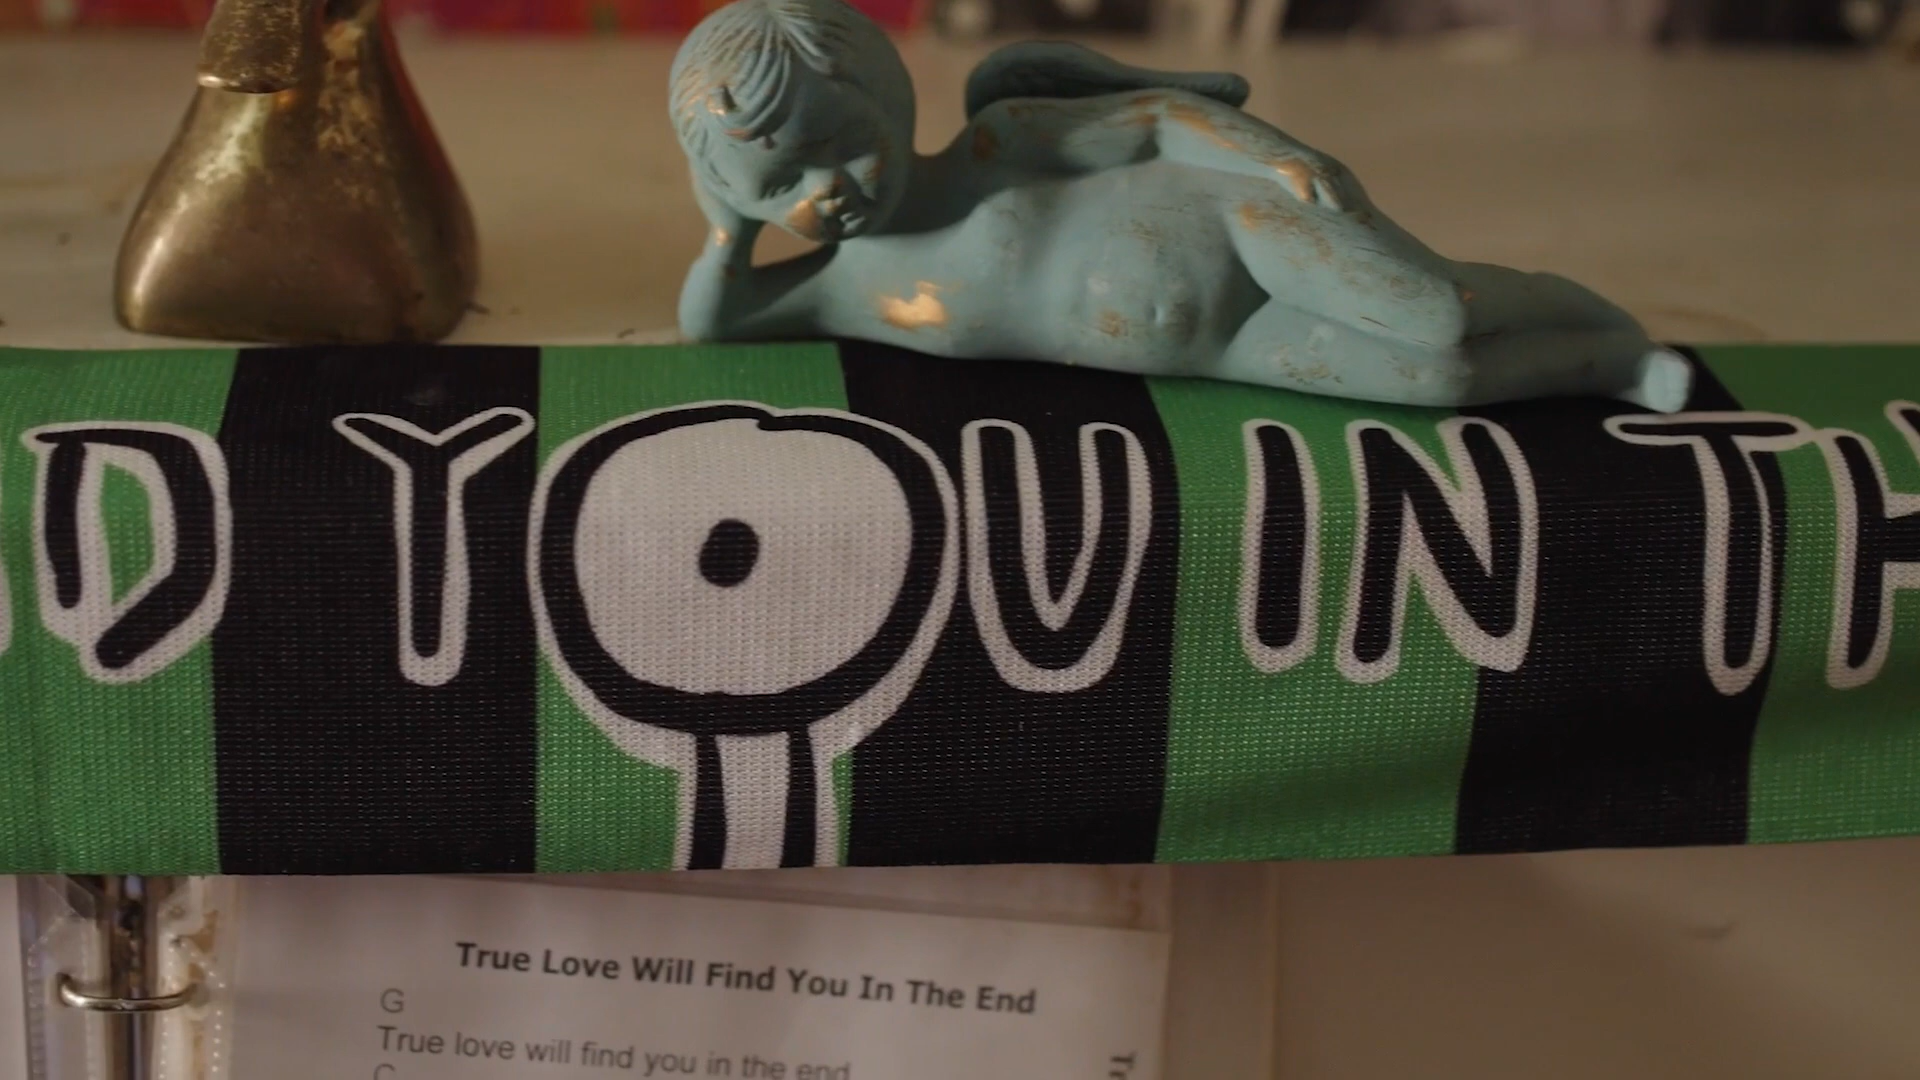 D YOU IN TH
True Love Will Find You In The End
G
True love will find you in the end
C
Tr